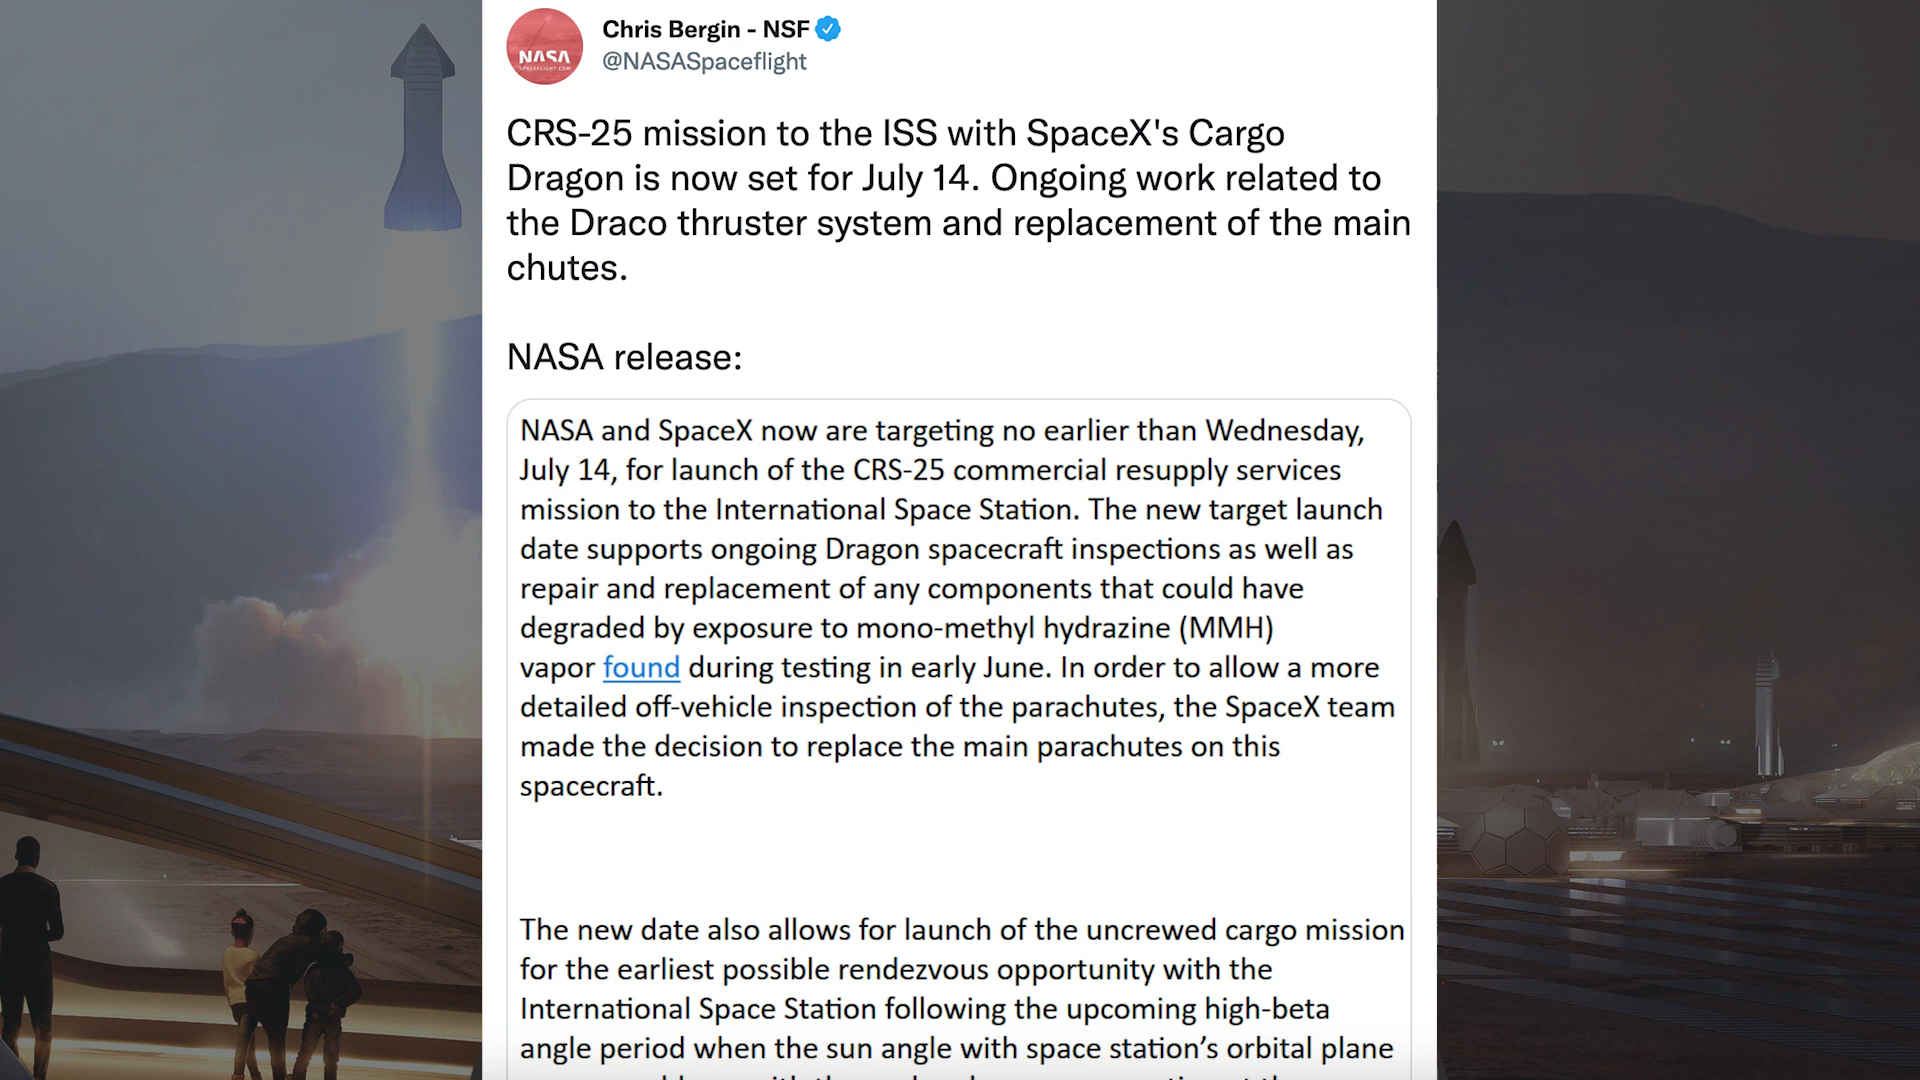 NASA
SPACEFLIGHT.COM
Chris Bergin - NSF
@NASASpaceflight
CRS-25 mission to the ISS with SpaceX's Cargo
Dragon is now set for July 14. Ongoing work related to
the Draco thruster system and replacement of the main
chutes.
NASA release:
NASA and SpaceX now are targeting no earlier than Wednesday,
July 14, for launch of the CRS-25 commercial resupply services
mission to the International Space Station. The new target launch
date supports ongoing Dragon spacecraft inspections as well as
repair and replacement of any components that could have
degraded by exposure to mono-methyl hydrazine (MMH)
vapor found during testing in early June. In order to allow a more
detailed off-vehicle inspection of the parachutes, the SpaceX team
made the decision to replace the main parachutes on this
spacecraft.
The new date also allows for launch of the uncrewed cargo mission
for the earliest possible rendezvous opportunity with the
International Space Station following the upcoming high-beta
angle period when the sun angle with space station’s orbital plane